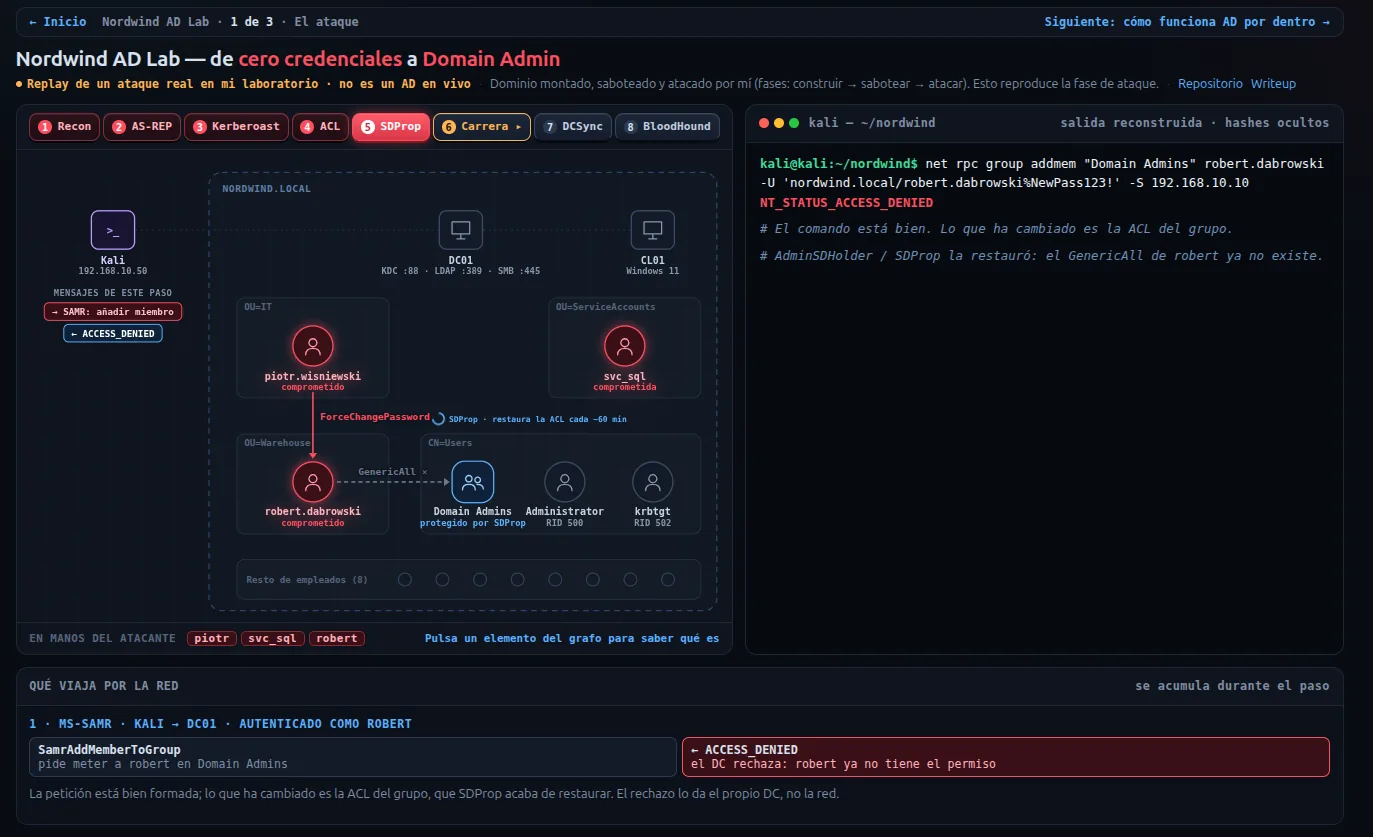 ← Inicio Nordwind AD Lab · 1 de 3 · El ataque
Siguiente: cómo funciona AD por dentro →
Nordwind AD Lab — de cero credenciales a Domain Admin
Replay de un ataque real en mi laboratorio · no es un AD en vivo · Dominio montado, saboteado y atacado por mí (fases: construir → sabotear → atacar). Esto reproduce la fase de ataque. · Repositorio Writeup
1 Recon
2 AS-REP
3 Kerberoast
4 ACL
5 SDProp
6 Carrera ▸
7 DCSync
8 BloodHound
NORDWIND.LOCAL
>_
Kali
192.168.10.50
DC01
KDC :88 · LDAP :389 · SMB :445
CL01
Windows 11
MENSAJES DE ESTE PASO
→ SAMR: añadir miembro
← ACCESS_DENIED
OU=IT
piotr.wisniewski
comprometido
OU=ServiceAccounts
svc_sql
comprometida
ForceChangePassword
SDProp · restaura la ACL cada ~60 min
OU=Warehouse
robert.dabrowski
comprometido
GenericAll ×
CN=Users
Domain Admins
protegido por SDProp
Administrator
RID 500
krbtgt
RID 502
Resto de empleados (8)
EN MANOS DEL ATACANTE piotr svc_sql robert
Pulsa un elemento del grafo para saber qué es
kali — ~/nordwind
salida reconstruida · hashes ocultos
kali@kali:~/nordwind$ net rpc group addmem "Domain Admins" robert.dabrowski
-U 'nordwind.local/robert.dabrowski%NewPass123!' -S 192.168.10.10
NT_STATUS_ACCESS_DENIED
# El comando está bien. Lo que ha cambiado es la ACL del grupo.
# AdminSDHolder / SDProp la restauró: el GenericAll de robert ya no existe.
QUÉ VIAJA POR LA RED
se acumula durante el paso
1 · MS-SAMR · KALI → DC01 · AUTENTICADO COMO ROBERT
SamrAddMemberToGroup
pide meter a robert en Domain Admins
← ACCESS_DENIED
el DC rechaza: robert ya no tiene el permiso
La petición está bien formada; lo que ha cambiado es la ACL del grupo, que SDProp acaba de restaurar. El rechazo lo da el propio DC, no la red.